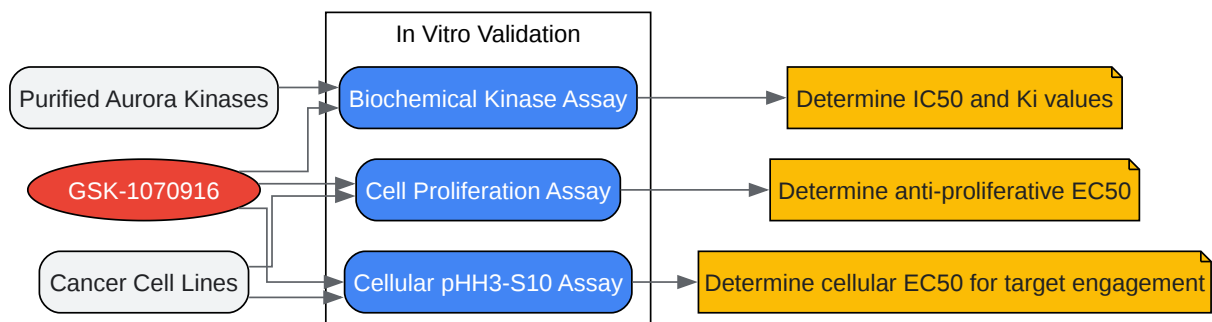 In Vitro Validation
Purified Aurora Kinases
Biochemical Kinase Assay
Determine IC50 and Ki values
GSK-1070916
Cell Proliferation Assay
Determine anti-proliferative EC50
Cancer Cell Lines
Cellular pHH3-S10 Assay
Determine cellular EC50 for target engagement